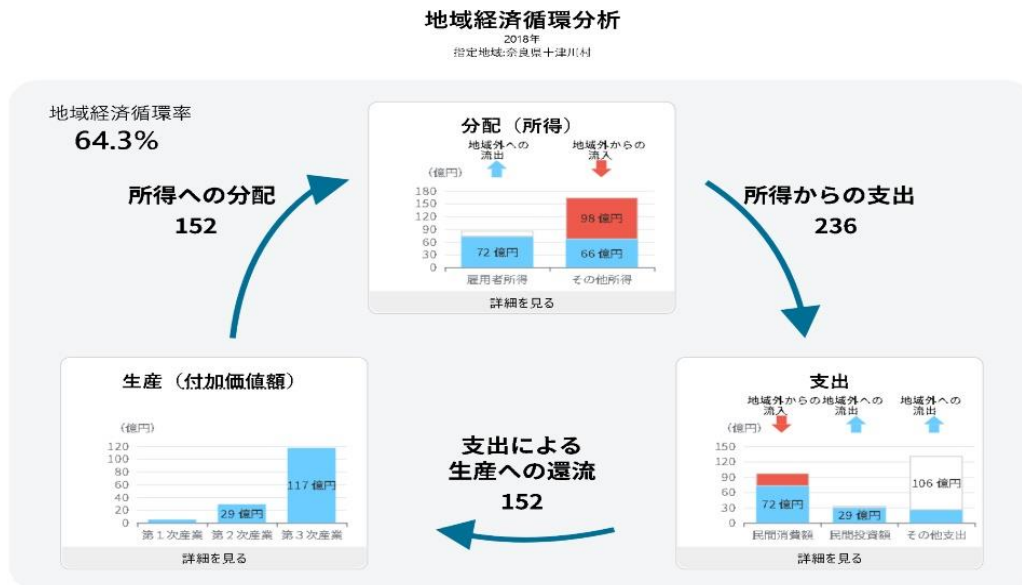 地域経済循環分析
2018年
指定地域:奈良県十津川村
地域経済循環率
64.3%
所得への分配
152
分配（所得）
地域外への
流出
地域外からの
流入
(億円)
180
150
120
90
60
30
0
98 億円
72 億円
66 億円
雇用者所得
その他所得
詳細を見る
所得からの支出
236
生産（付加価値額）
(億円)
120
100
80
60
40
20
0
117 億円
29 億円
第１次産業
第２次産業
第３次産業
詳細を見る
支出による
生産への還流
152
支出
地域外からの
流入
地域外への
流出
地域外への
流出
(億円)
150
120
90
60
30
0
106 億円
72 億円
29 億円
民間消費額
民間投資額
その他支出
詳細を見る